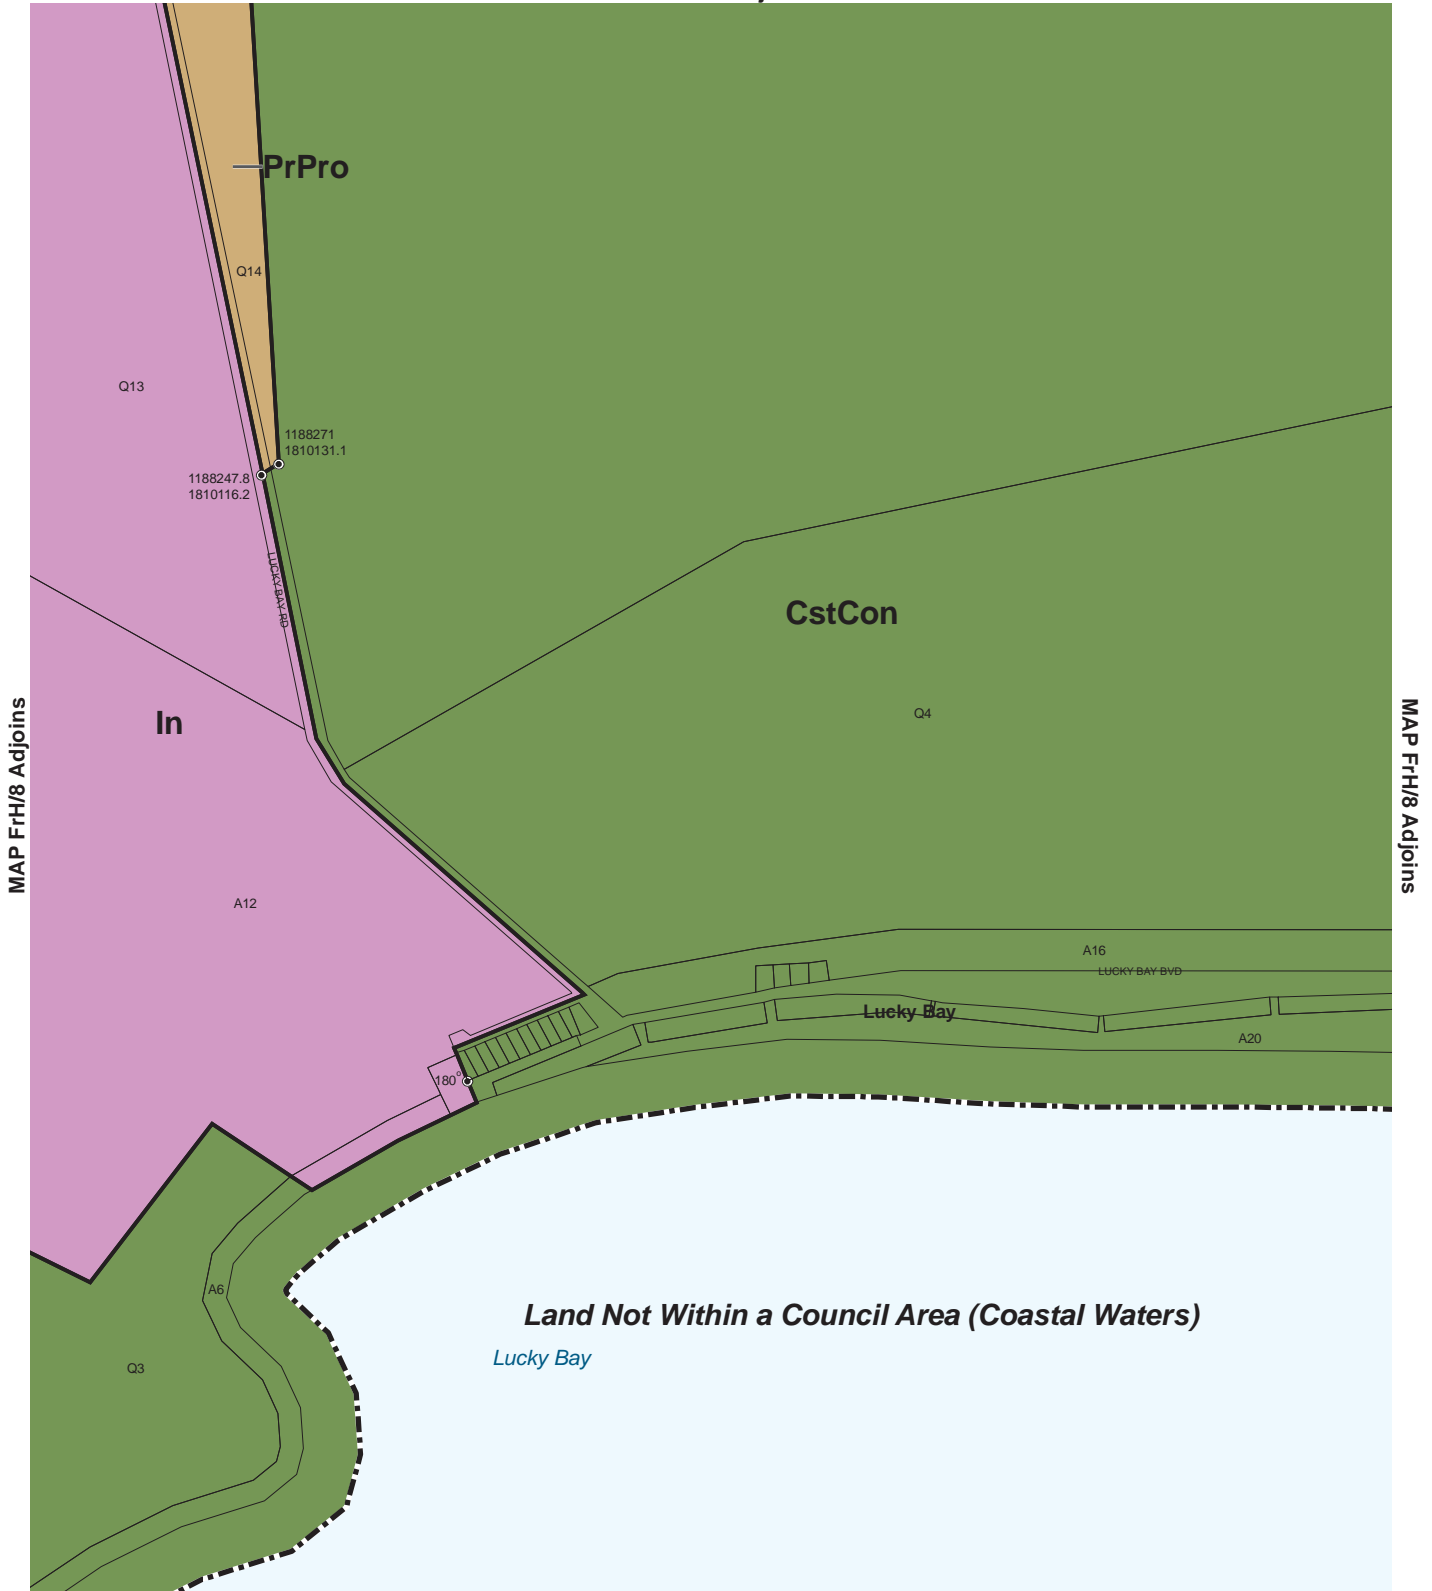 PrPro
Q14
Q13
1188271
1810131.1
1188247.8
1810116.2
LUCKY BAY RD
CstCon
In
Q4
MAP FrH/8 Adjoins
MAP FrH/8 Adjoins
A12
A16
LUCKY BAY BVD
Lucky Bay
A20
180°
A6
Land Not Within a Council Area (Coastal Waters)
Lucky Bay
Q3